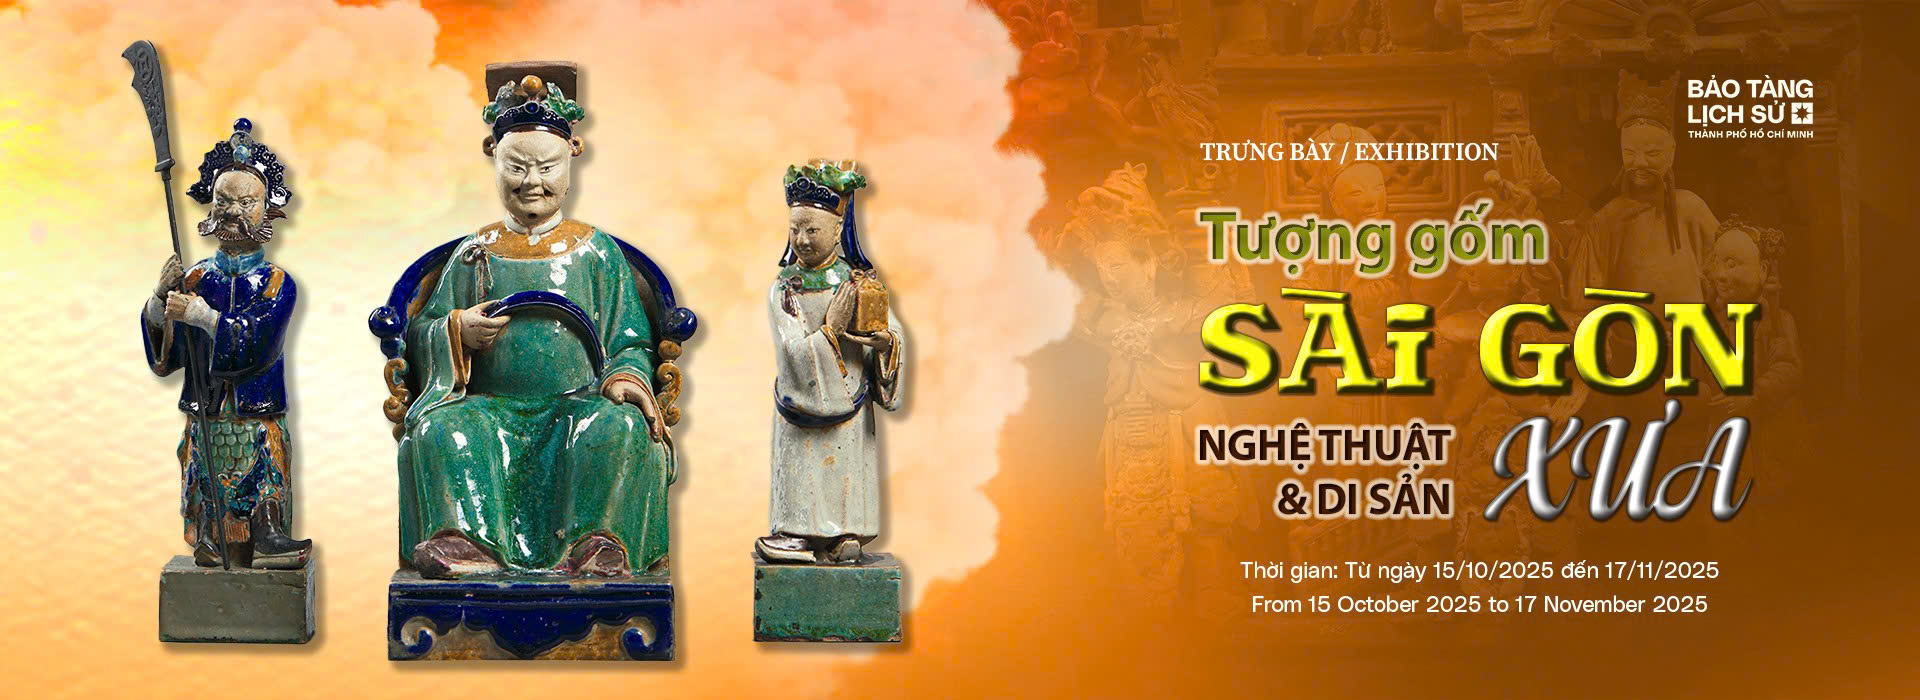 BẢO TÀNG
LỊCH SỬ
THÀNH PHỐ HỒ CHÍ MINH
TRƯNG BÀY / EXHIBITION
Tượng gốm
SÀi GÒN
XƯA
NGHỆ THUẬT
& DI SẢN
Thời gian: Từ ngày 15/10/2025 đến 17/11/2025
From 15 October 2025 to 17 November 2025